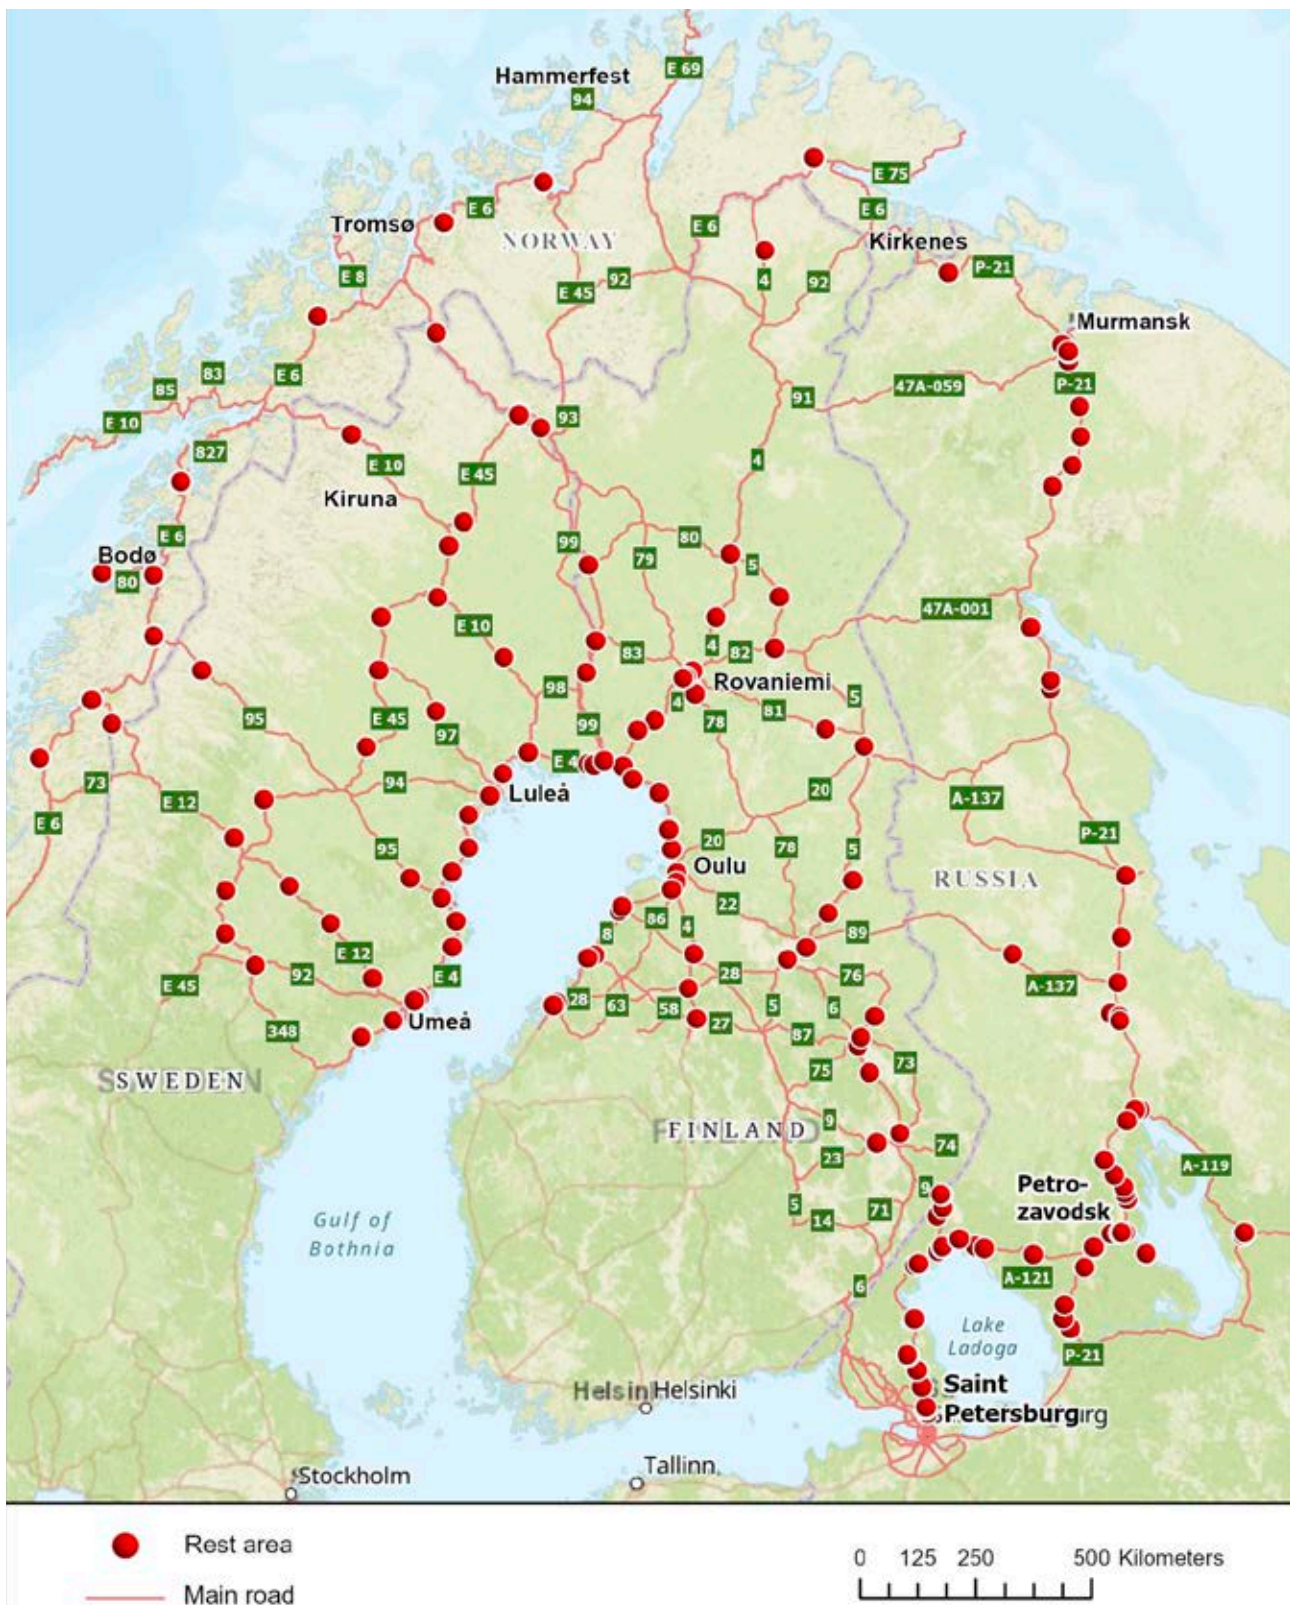 Hammerfest
E 69
94
E 75
Tromsø
E 6
NORWAY
E 6
E 6
Kirkenes
P-21
E 8
E 45
92
4
92
Murmansk
85
83
E 6
E 10
91
47A-059
P-21
827
93
E 10
E 45
4
Kiruna
E 6
99
80
Bodø
80
79
5
47A-001
E 10
4
83
82
98
Rovaniemi
4
5
95
E 45
97
99
78
81
73
E 4
94
Luleå
20
A-137
E 12
E 6
P-21
95
20
78
5
Oulu
RUSSIA
22
86
8
4
89
E 12
E 4
28
76
E 45
92
A-137
28
63
58
5
6
Umeå
27
87
348
75
73
SWEDEN
9
FINLAND
74
23
A-119
9
Petro-
zavodsk
5
14
71
Gulf of
Bothnia
A-121
6
Lake
Ladoga
P-21
Helsinki
Saint
Petersburg
Tallinn
Stockholm
Rest area
0 125 250 500 Kilometers
Main road